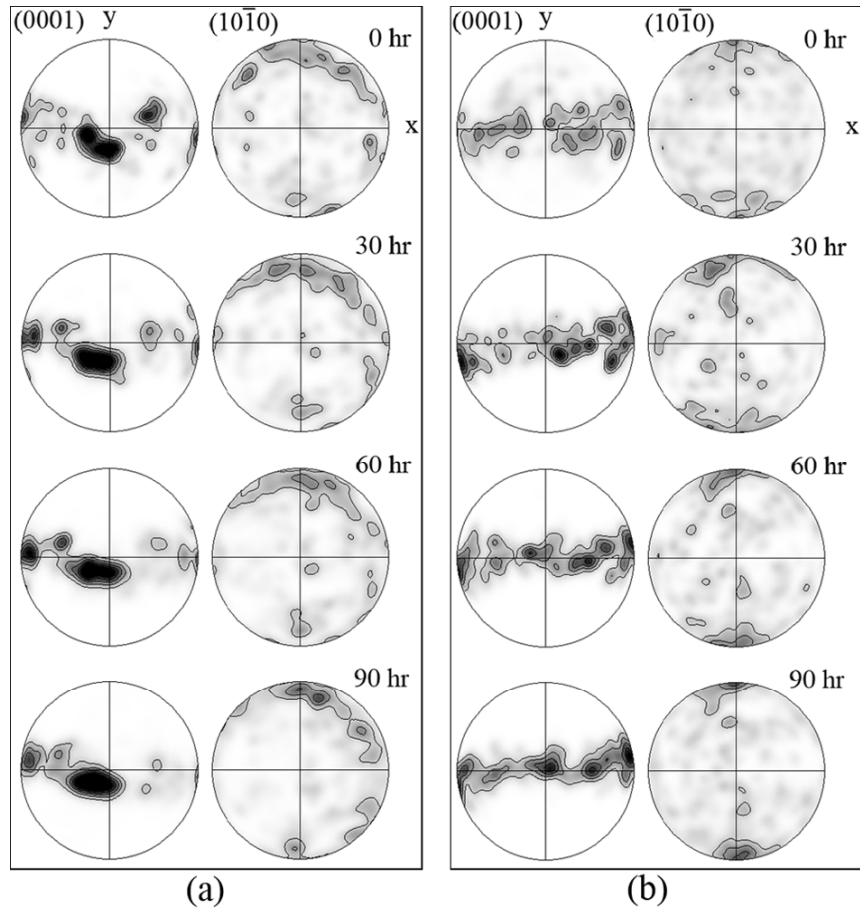 (0001) y (101̄0) 0 hr
x
30 hr
60 hr
90 hr
(a)
(0001) y (101̄0) 0 hr
x
30 hr
60 hr
90 hr
(b)